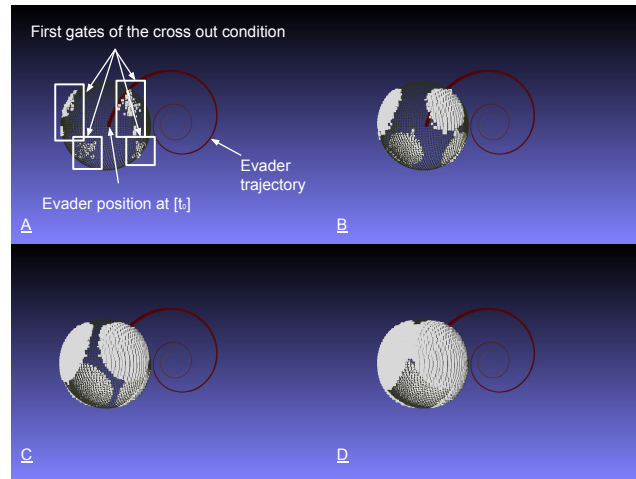 First gates of the cross out condition
Evader
trajectory
Evader position at [t₀]
A
B
C
D